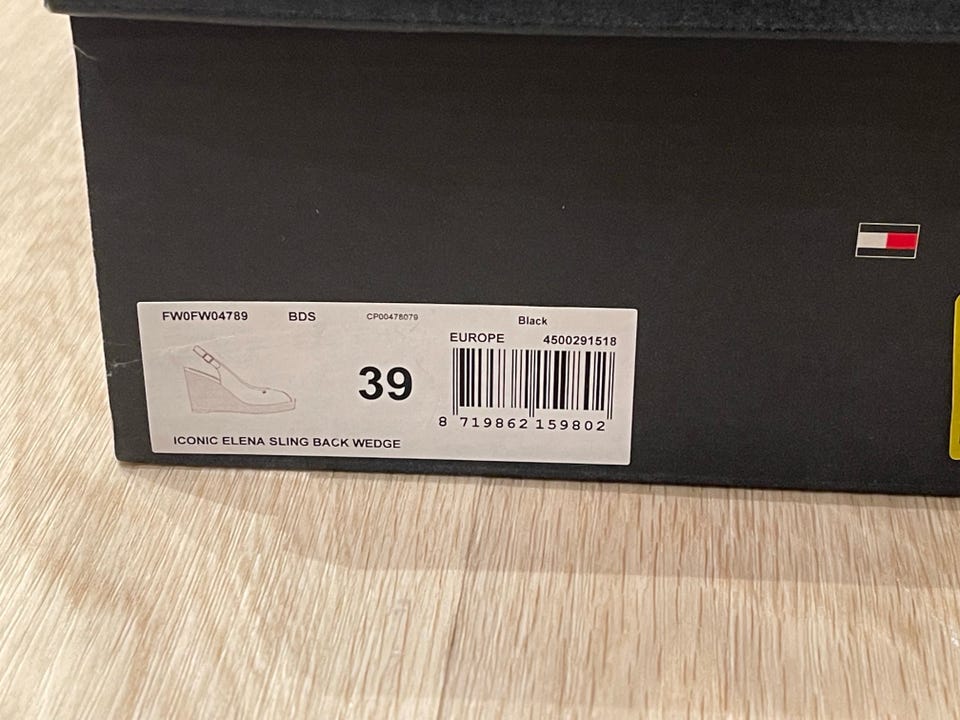 FW0FW04789 BDS CP00478079 Black
EUROPE 4500291518
39
8 719862 159802
ICONIC ELENA SLING BACK WEDGE